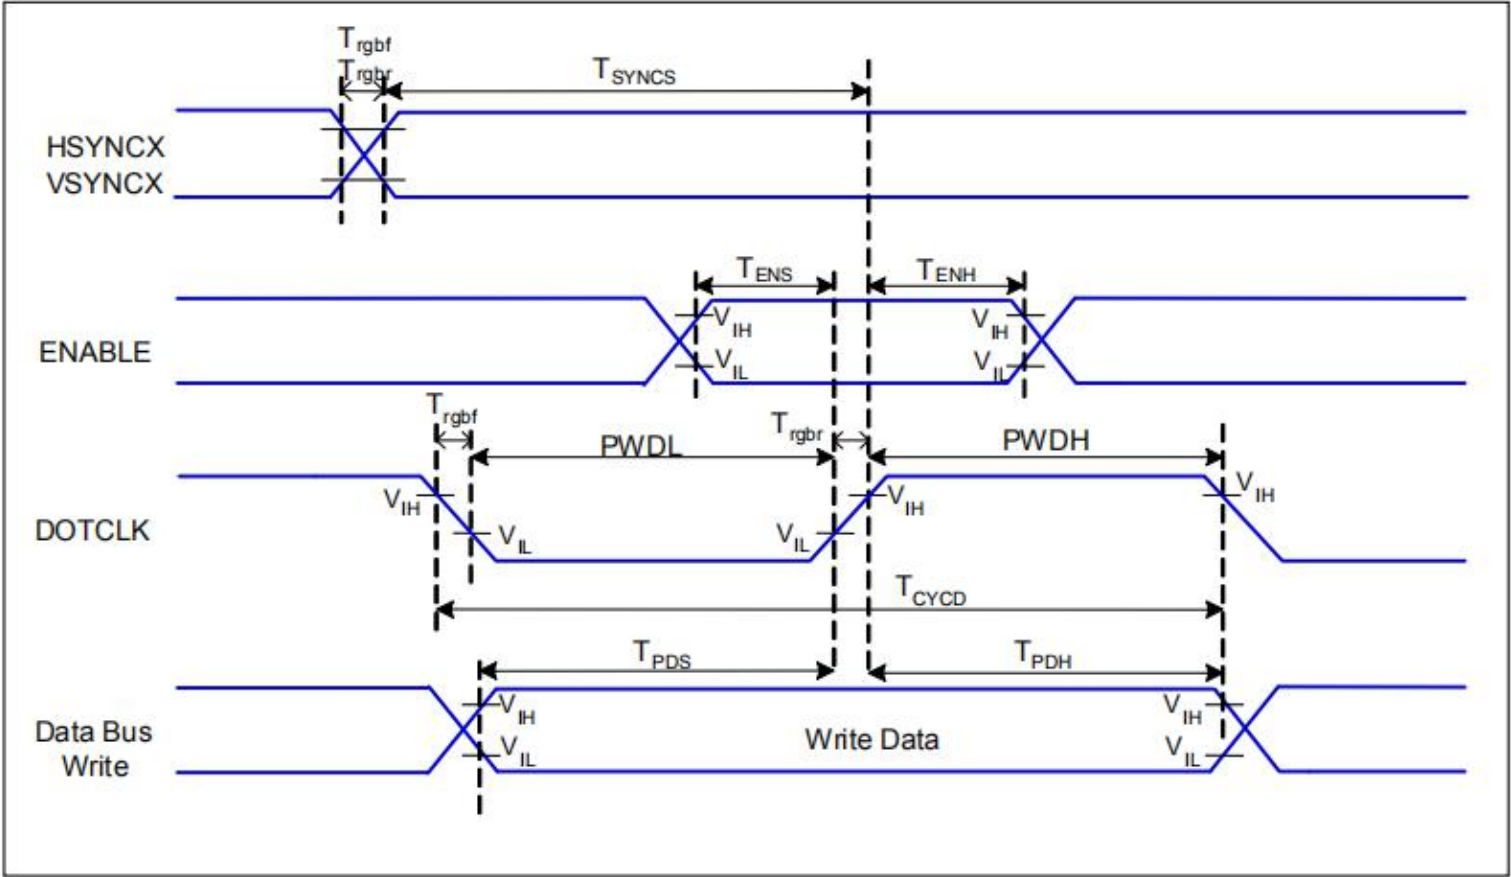 Trgbf
Trgbr
TSYNCS
HSYNCX
VSYNCX
TENS
TENH
VIH
VIH
ENABLE
VIL
VIL
Trgbf
Trgbr
PWDL
PWDH
VIH
VIH
VIH
DOTCLK
VIL
VIL
TCYCD
TPDS
TPDH
VIH
VIH
Data Bus
Write
Write Data
VIL
VIL